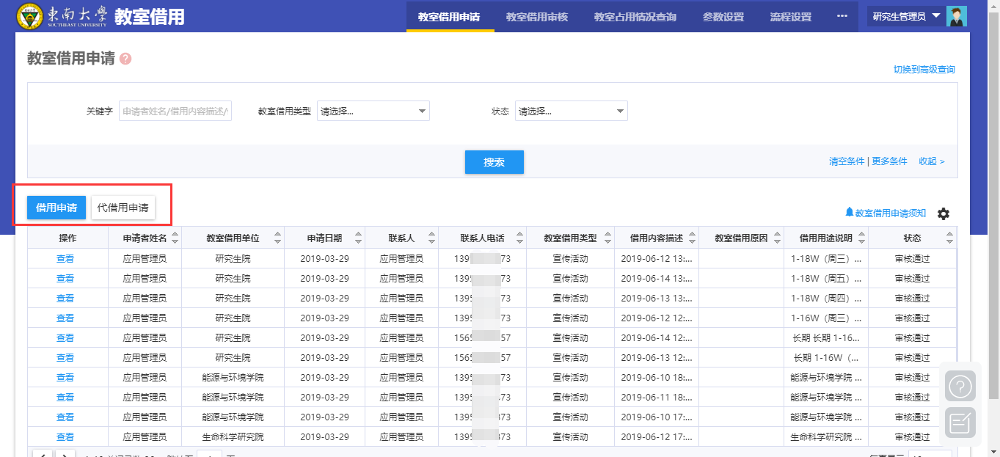 東南大學 SOUTHEAST UNIVERSITY 教室借用 教室借用申请 教室借用审核 教室占用情况查询 参数设置 流程设置 ··· 研究生管理员
教室借用申请 ?
切换到高级查询
关键字 申请者姓名/借用内容描述/ 教室借用类型 请选择... 状态 请选择...
搜索 清空条件 | 更多条件 收起 >
借用申请 代借用申请
教室借用申请须知
操作 申请者姓名 教室借用单位 申请日期 联系人 联系人电话 教室借用类型 借用内容描述 教室借用原因 借用用途说明 状态
查看 应用管理员 研究生院 2019-03-29 应用管理员 139 73 宣传活动 2019-06-12 13:... 1-18W（周三）... 审核通过
查看 应用管理员 研究生院 2019-03-29 应用管理员 1395 73 宣传活动 2019-06-14 13:... 1-18W（周五）... 审核通过
查看 应用管理员 研究生院 2019-03-29 应用管理员 1395 73 宣传活动 2019-06-13 13:... 1-18W（周四）... 审核通过
查看 应用管理员 研究生院 2019-03-29 应用管理员 1395 73 宣传活动 2019-06-12 12:... 1-16W（周三）... 审核通过
查看 应用管理员 研究生院 2019-03-29 应用管理员 1565 57 宣传活动 2019-06-14 12:... 长期 长期 1-16... 审核通过
查看 应用管理员 研究生院 2019-03-29 应用管理员 1565 57 宣传活动 2019-06-13 12:... 长期 1-16W（... 审核通过
查看 应用管理员 能源与环境学院 2019-03-29 应用管理员 1395 73 宣传活动 2019-06-10 18:... 能源与环境学院 ... 审核通过
查看 应用管理员 能源与环境学院 2019-03-29 应用管理员 1395 73 宣传活动 2019-06-11 18:... 能源与环境学院 ... 审核通过
查看 应用管理员 能源与环境学院 2019-03-29 应用管理员 1395 373 宣传活动 2019-06-10 17:... 能源与环境学院 ... 审核通过
查看 应用管理员 生命科学研究院 2019-03-29 应用管理员 1395 373 宣传活动 2019-06-12 17:... 生命科学研究院 ... 审核通过